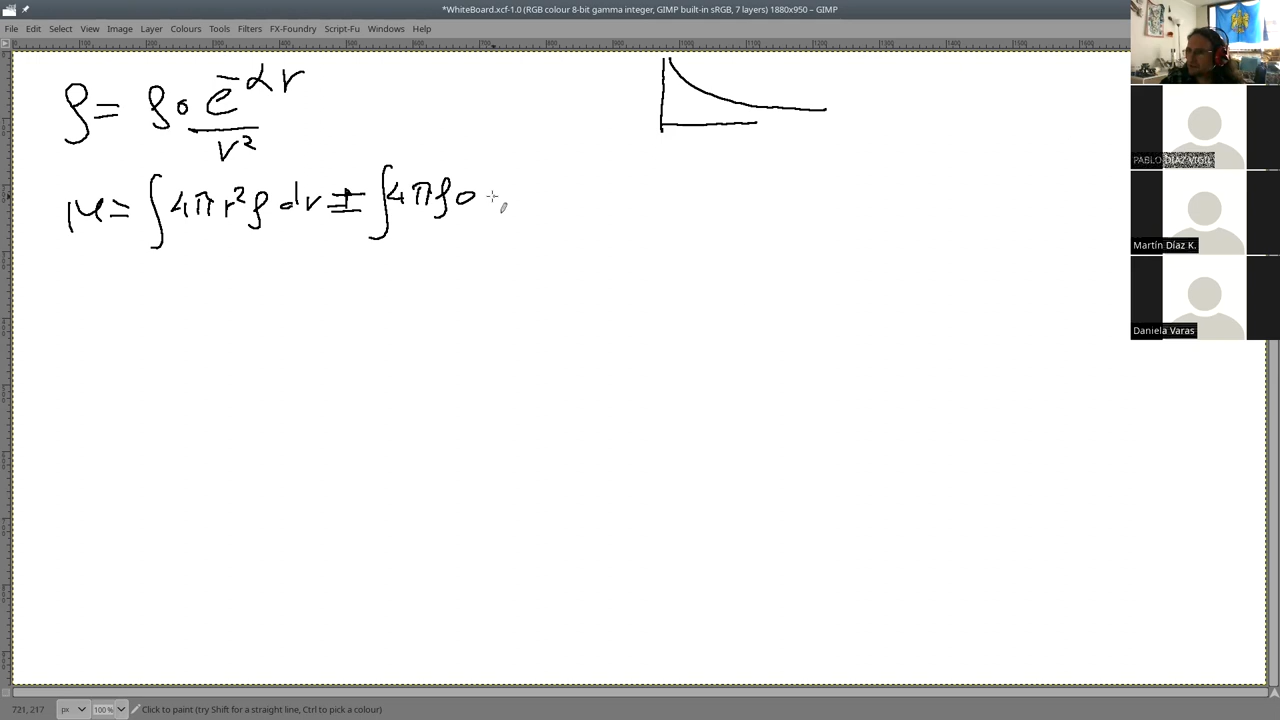 *WhiteBoard.xcf-1.0 (RGB colour 8-bit gamma integer, GIMP built-in sRGB, 7 layers) 1880x950 – GIMP
File Edit Select View Image Layer Colours Tools Filters FX-Foundry Script-Fu Windows Help
ρ = ρ0 e^-αr / r²
M = ∫4πr²ρ dr = ∫4πρ0
PABLO DÍAZ VIGIL
Martín Díaz K.
Daniela Varas
721, 217 px 100 % Click to paint (try Shift for a straight line, Ctrl to pick a colour)